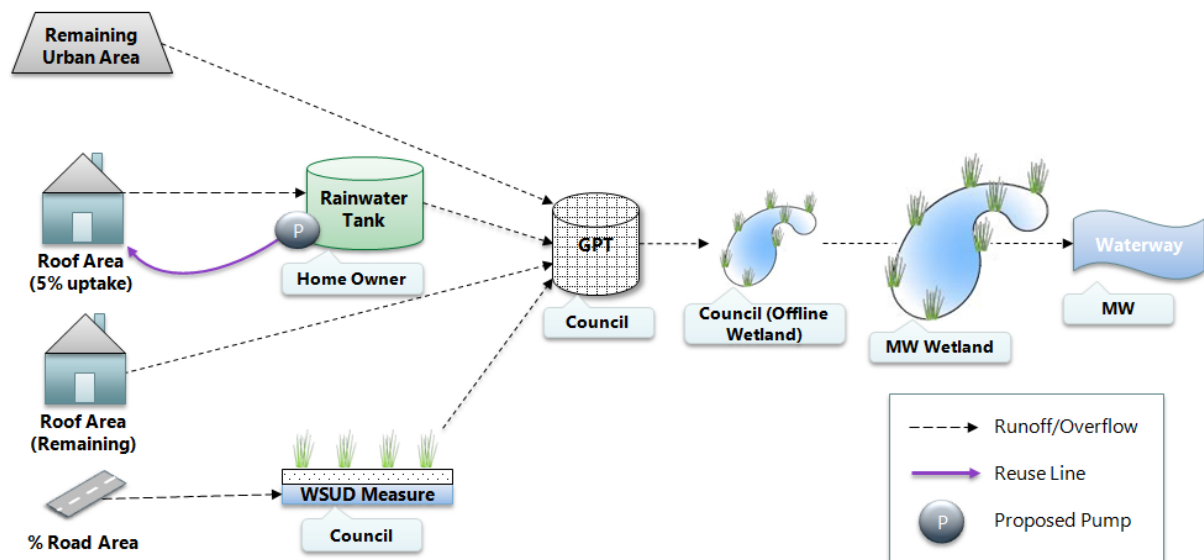 Remaining
Urban Area
Rainwater
Tank
P
Roof Area
(5% uptake)
Home Owner
GPT
Council
Council (Offline
Wetland)
MW Wetland
Waterway
MW
Roof Area
(Remaining)
WSUD Measure
Council
% Road Area
Runoff/Overflow
Reuse Line
P
Proposed Pump